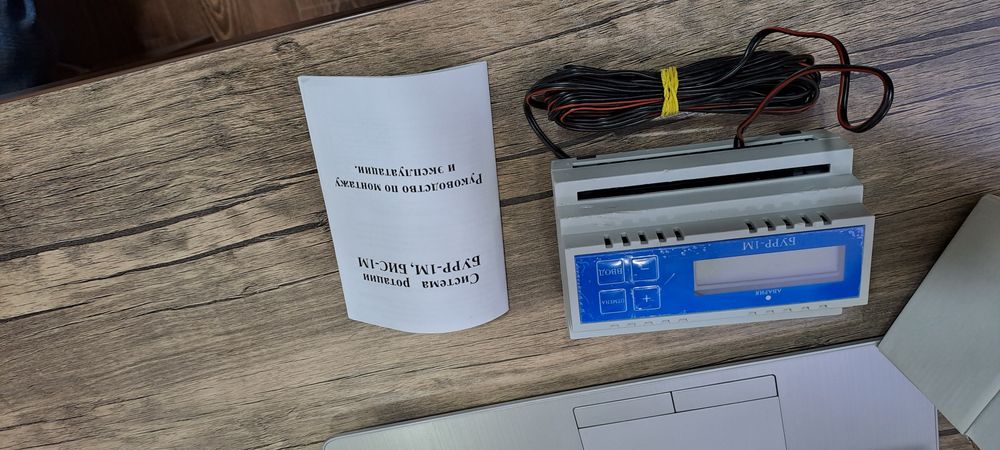 Система ротации
БУРР-1М, БИС-1М
Руководство по монтажу
и эксплуатации.
АВАРИЯ
БУРР-1М
+
ОТМЕНА
−
ВВОД